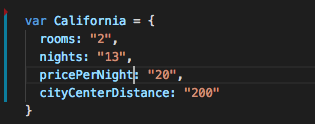 var California = {
rooms: "2",
nights: "13",
pricePerNight: "20",
cityCenterDistance: "200"
}